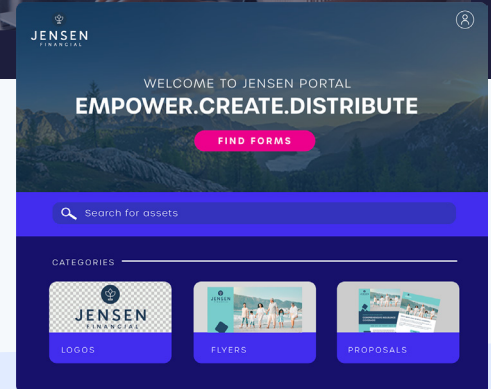 JENSEN
FINANCIAL
WELCOME TO JENSEN PORTAL
EMPOWER.CREATE.DISTRIBUTE
FIND FORMS
Search for assets
CATEGORIES
JENSEN
FINANCIAL
LOGOS
JENSEN
FLYERS
PROPOSALS